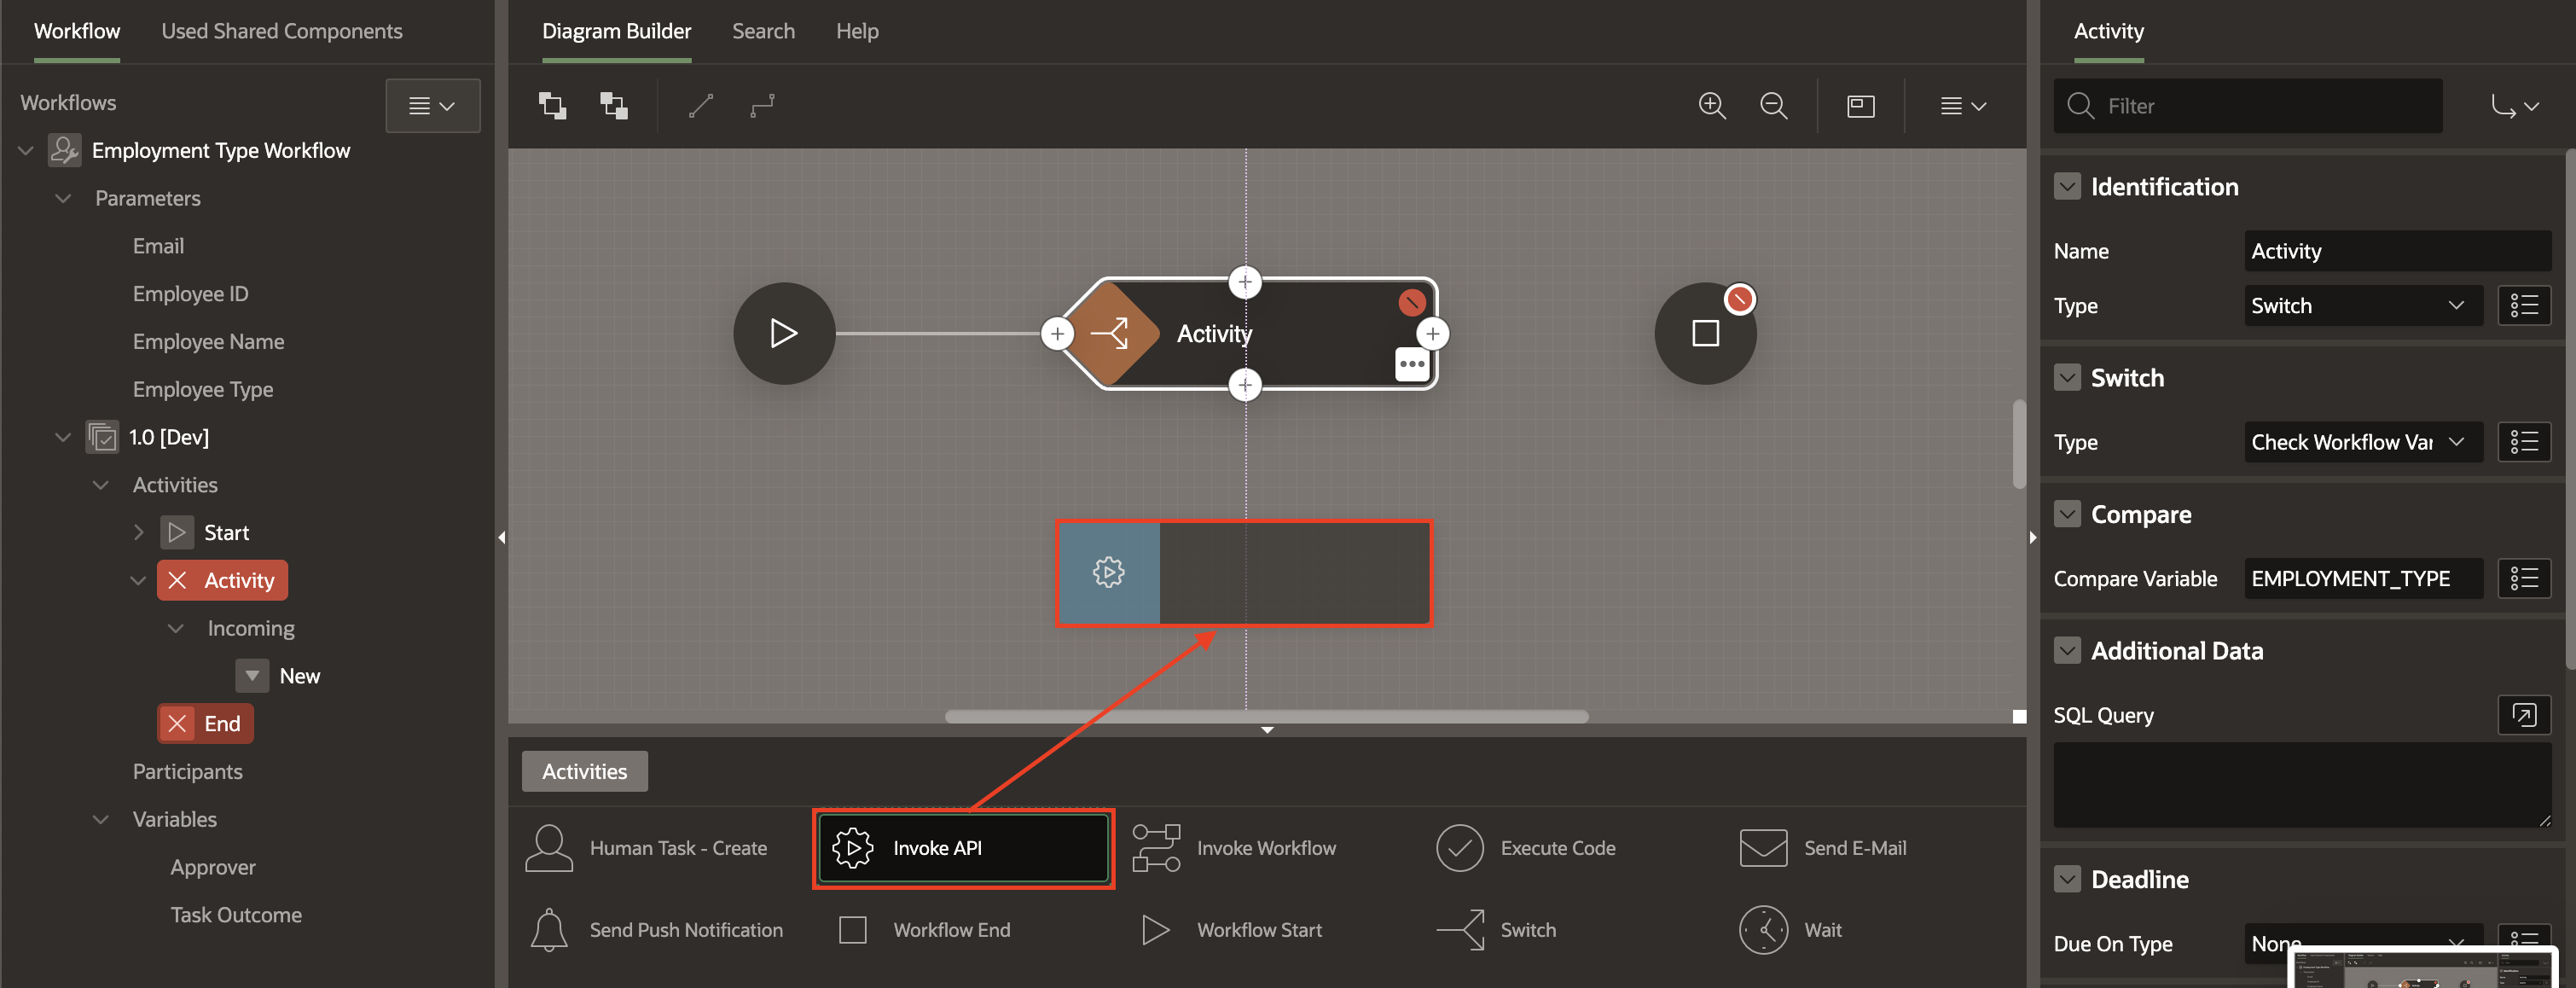 Workflow
Used Shared Components
Workflows
Employment Type Workflow
Parameters
Email
Employee ID
Employee Name
Employee Type
1.0 [Dev]
Activities
Start
Activity
Incoming
New
End
Participants
Variables
Approver
Task Outcome
Diagram Builder
Search
Help
Activity
Activities
Human Task - Create
Invoke API
Invoke Workflow
Execute Code
Send E-Mail
Send Push Notification
Workflow End
Workflow Start
Switch
Wait
Activity
Filter
Identification
Name
Activity
Type
Switch
Switch
Type
Check Workflow Var
Compare
Compare Variable
EMPLOYMENT_TYPE
Additional Data
SQL Query
Deadline
Due On Type
None